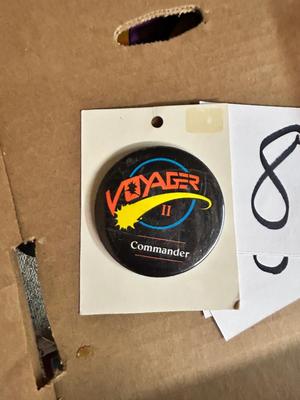 VOYAGER
II
Commander
8